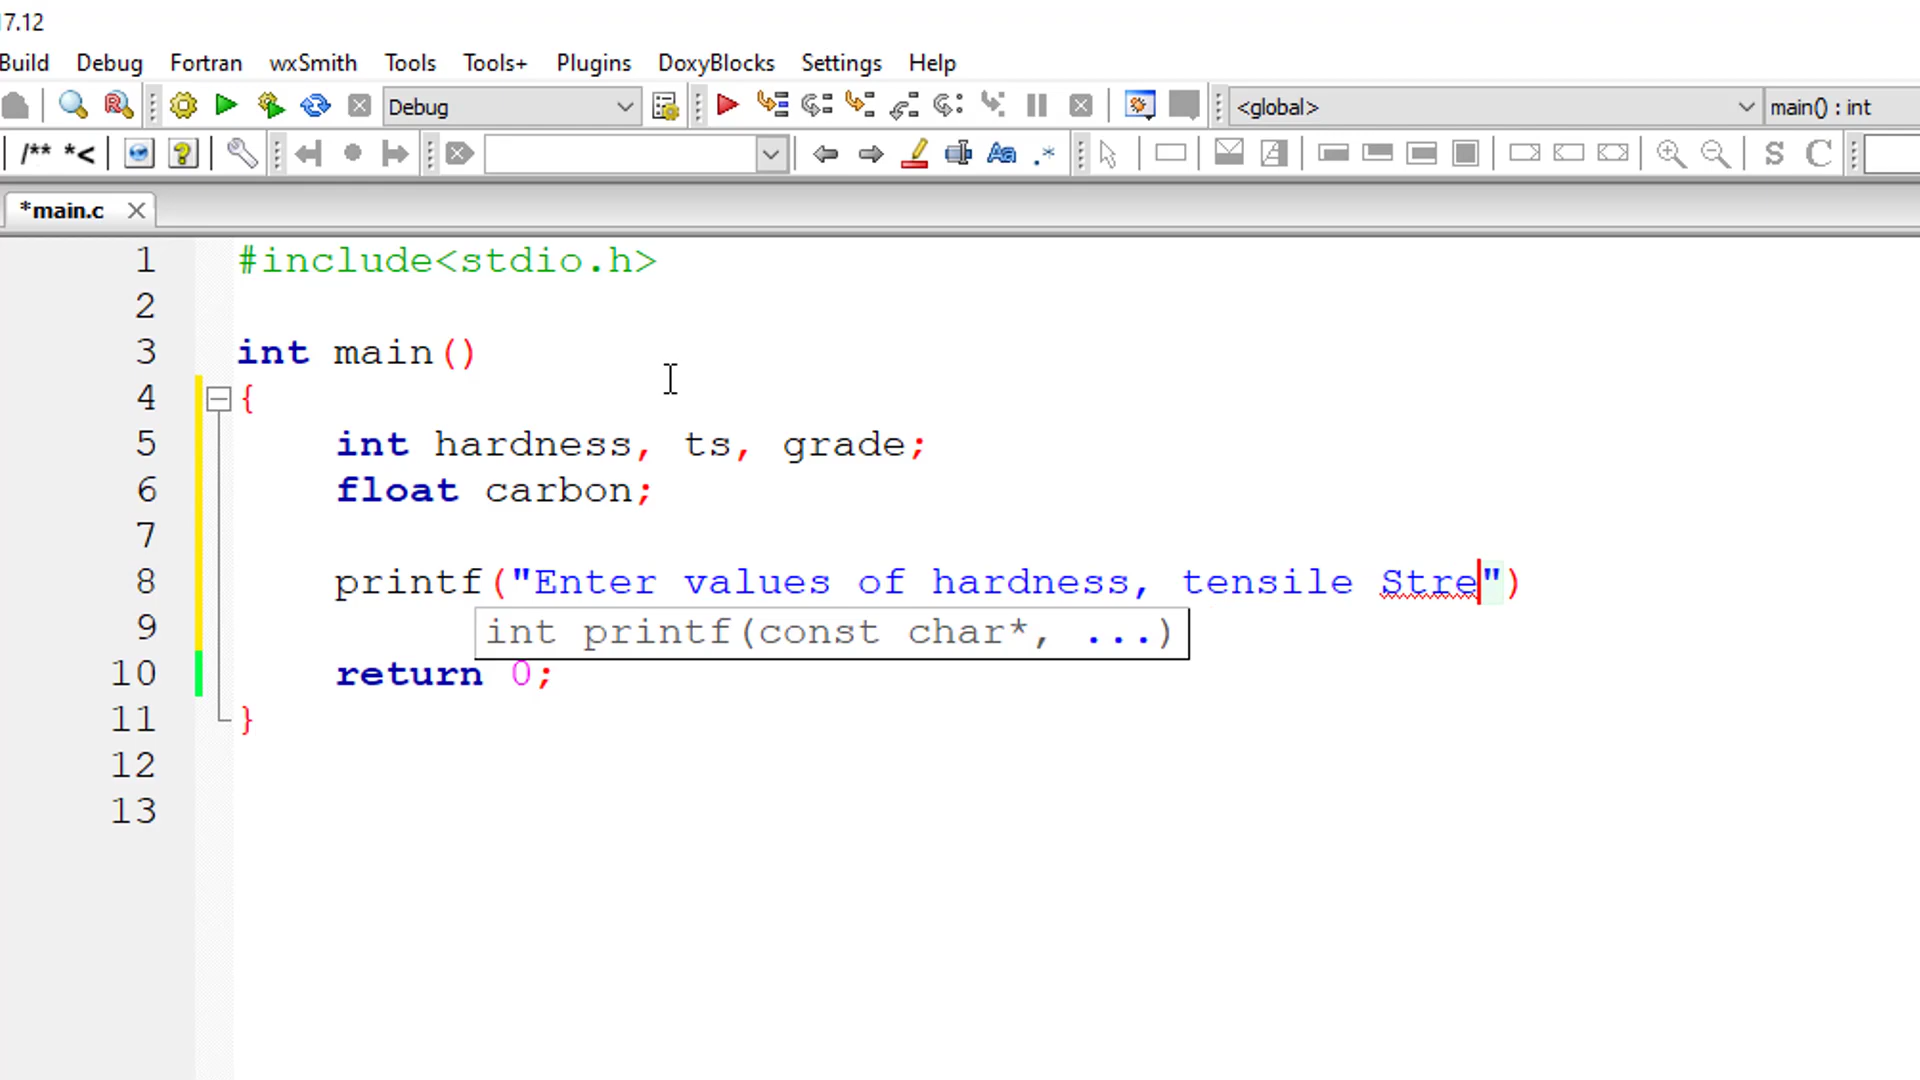 17.12
Build Debug Fortran wxSmith Tools Tools+ Plugins DoxyBlocks Settings Help
Debug <global> main() : int
/** *< Aa .* S C
*main.c
1 #include<stdio.h>
2
3 int main()
4 {
5 int hardness, ts, grade;
6 float carbon;
7
8 printf("Enter values of hardness, tensile Stre")
9 int printf(const char*, ...)
10 return 0;
11 }
12
13